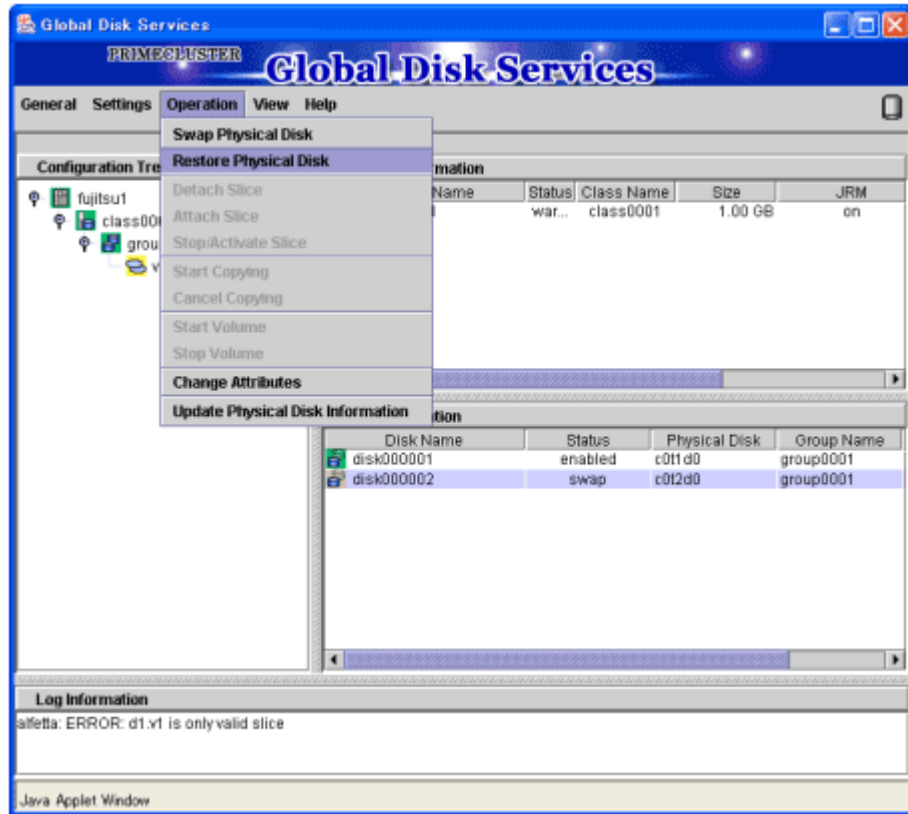 Global Disk Services
PRIMECLUSTER
Global Disk Services
General Settings Operation View Help
Swap Physical Disk
Restore Physical Disk
Detach Slice
Attach Slice
Stop/Activate Slice
Start Copying
Cancel Copying
Start Volume
Stop Volume
Change Attributes
Update Physical Disk Information
Configuration Tre
fujitsu1
class00
grou
v
mation
Name Status Class Name Size JRM
war... class0001 1.00 GB on
tion
Disk Name Status Physical Disk Group Name
disk000001 enabled c0t1d0 group0001
disk000002 swap c0t2d0 group0001
Log Information
alfetta: ERROR: d1.v1 is only valid slice
Java Applet Window